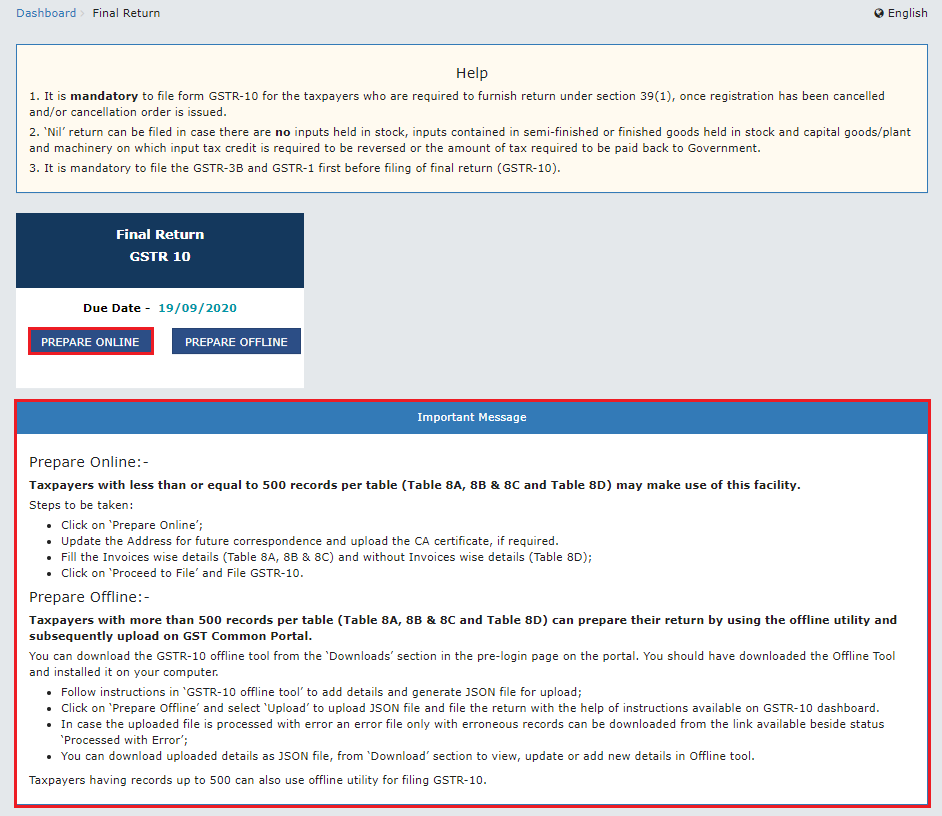 Dashboard › Final Return
English
Help
1. It is mandatory to file form GSTR-10 for the taxpayers who are required to furnish return under section 39(1), once registration has been cancelled
and/or cancellation order is issued.
2. ‘Nil’ return can be filed in case there are no inputs held in stock, inputs contained in semi-finished or finished goods held in stock and capital goods/plant
and machinery on which input tax credit is required to be reversed or the amount of tax required to be paid back to Government.
3. It is mandatory to file the GSTR-3B and GSTR-1 first before filing of final return (GSTR-10).
Final Return
GSTR 10
Due Date - 19/09/2020
PREPARE ONLINE
PREPARE OFFLINE
Important Message
Prepare Online:-
Taxpayers with less than or equal to 500 records per table (Table 8A, 8B & 8C and Table 8D) may make use of this facility.
Steps to be taken:
• Click on ‘Prepare Online’;
• Update the Address for future correspondence and upload the CA certificate, if required.
• Fill the Invoices wise details (Table 8A, 8B & 8C) and without Invoices wise details (Table 8D);
• Click on ‘Proceed to File’ and File GSTR-10.
Prepare Offline:-
Taxpayers with more than 500 records per table (Table 8A, 8B & 8C and Table 8D) can prepare their return by using the offline utility and
subsequently upload on GST Common Portal.
You can download the GSTR-10 offline tool from the ‘Downloads’ section in the pre-login page on the portal. You should have downloaded the Offline Tool
and installed it on your computer.
• Follow instructions in ‘GSTR-10 offline tool’ to add details and generate JSON file for upload;
• Click on ‘Prepare Offline’ and select ‘Upload’ to upload JSON file and file the return with the help of instructions available on GSTR-10 dashboard.
• In case the uploaded file is processed with error an error file only with erroneous records can be downloaded from the link available beside status
‘Processed with Error’;
• You can download uploaded details as JSON file, from ‘Download’ section to view, update or add new details in Offline tool.
Taxpayers having records up to 500 can also use offline utility for filing GSTR-10.